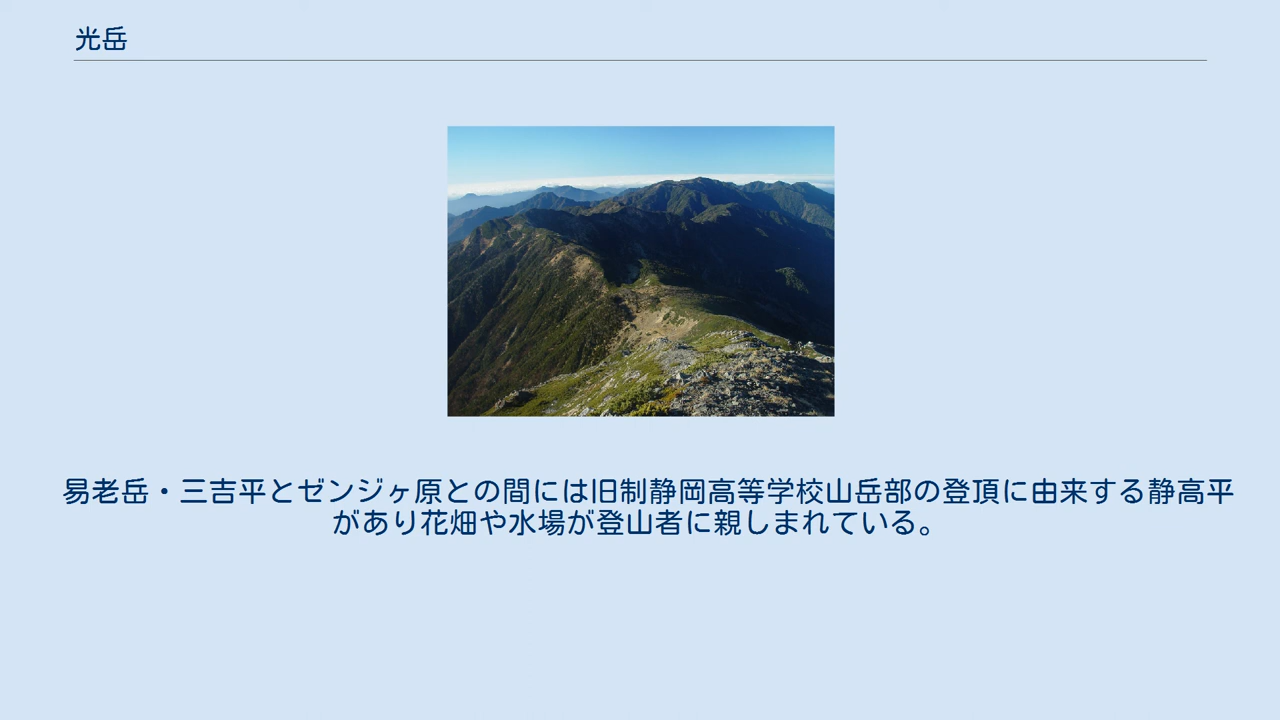 光岳
易老岳・三吉平とゼンジヶ原との間には旧制静岡高等学校山岳部の登頂に由来する静高平
があり花畑や水場が登山者に親しまれている。